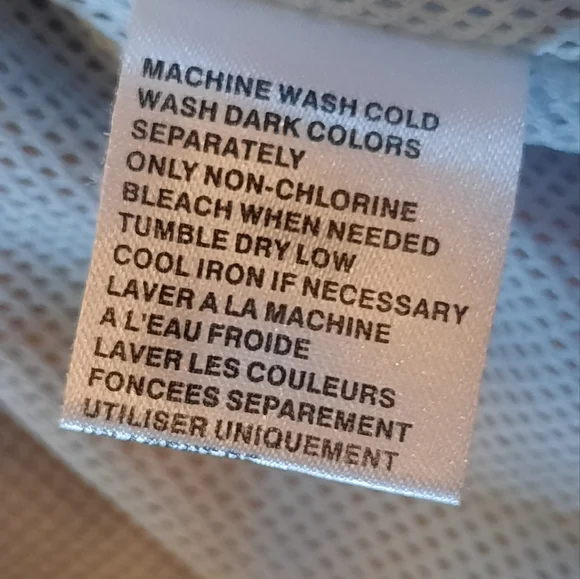 MACHINE WASH COLD
WASH DARK COLORS
SEPARATELY
ONLY NON-CHLORINE
BLEACH WHEN NEEDED
TUMBLE DRY LOW
COOL IRON IF NECESSARY
LAVER A LA MACHINE
A L'EAU FROIDE
LAVER LES COULEURS
FONCEES SEPAREMENT
UTILISER UNIQUEMENT